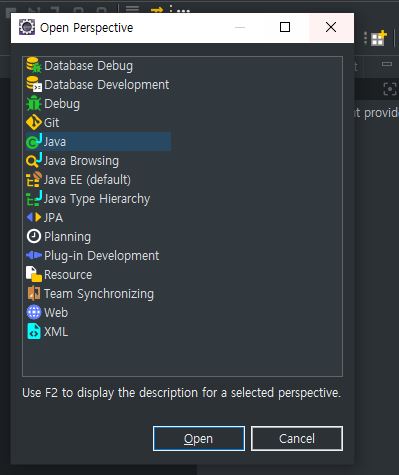 Open Perspective
Database Debug
Database Development
Debug
Git
Java
Java Browsing
Java EE (default)
Java Type Hierarchy
JPA
Planning
Plug-in Development
Resource
Team Synchronizing
Web
XML
Use F2 to display the description for a selected perspective.
Open
Cancel